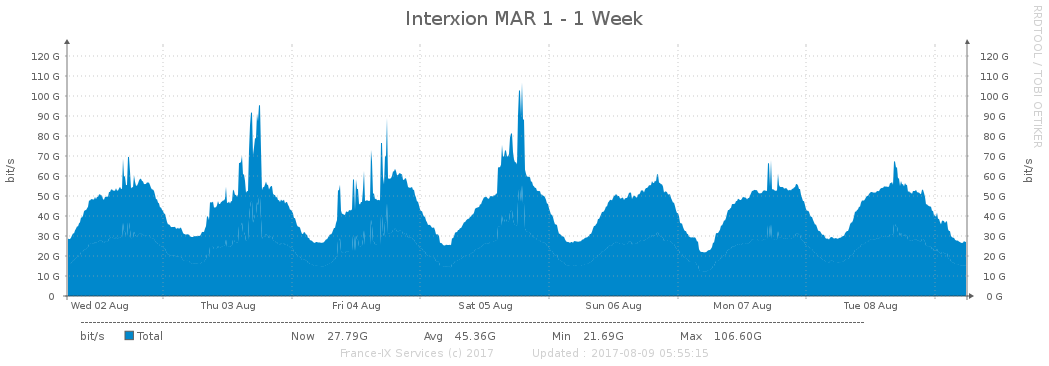 Interxion MAR 1 - 1 Week
RRDTOOL / TOBI OETIKER
bit/s
120 G 120 G
110 G 110 G
100 G 100 G
90 G 90 G
80 G 80 G
70 G 70 G
60 G 60 G
50 G 50 G
40 G 40 G
30 G 30 G
20 G 20 G
10 G 10 G
0 0 G
bit/s
Wed 02 Aug Thu 03 Aug Fri 04 Aug Sat 05 Aug Sun 06 Aug Mon 07 Aug Tue 08 Aug
bit/s Total Now 27.79G Avg 45.36G Min 21.69G Max 106.60G
France-IX Services (c) 2017 Updated : 2017-08-09 05:55:15